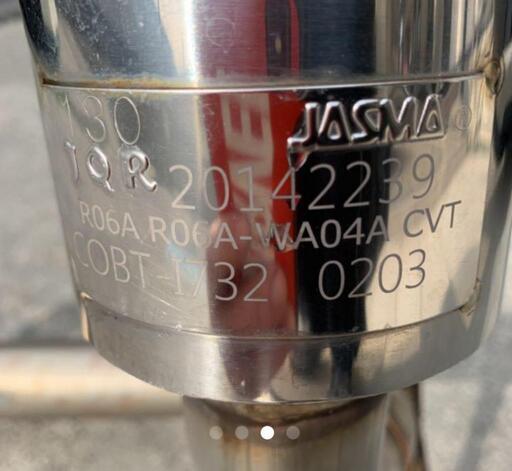 130
JASMA
JQR 20142239
R06A R06A-WA04A CVT
COBT-I732 0203